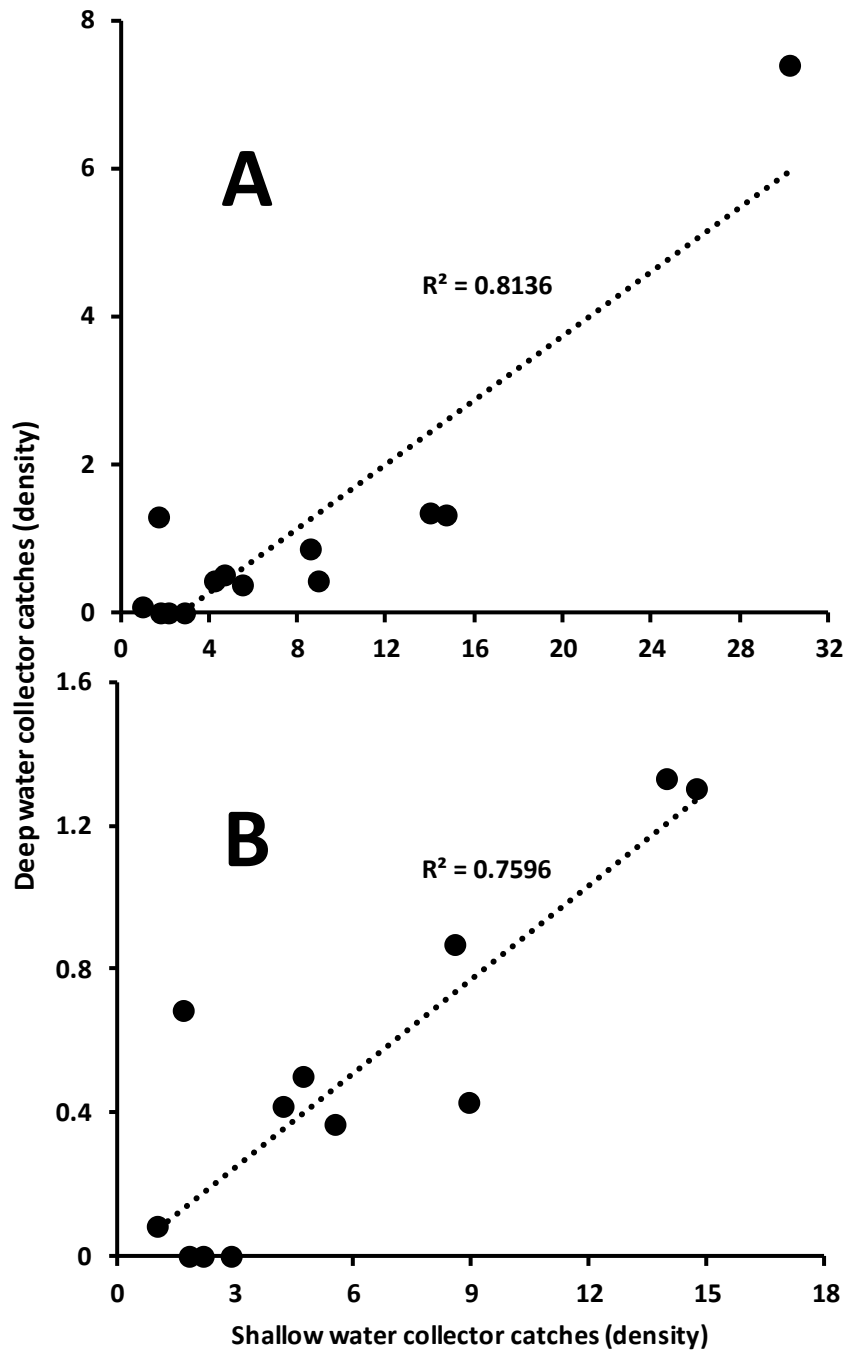 8
A
6
R² = 0.8136
4
2
0
0 4 8 12 16 20 24 28 32
Deep water collector catches (density)
1.6
B
1.2
R² = 0.7596
0.8
0.4
0
0 3 6 9 12 15 18
Shallow water collector catches (density)